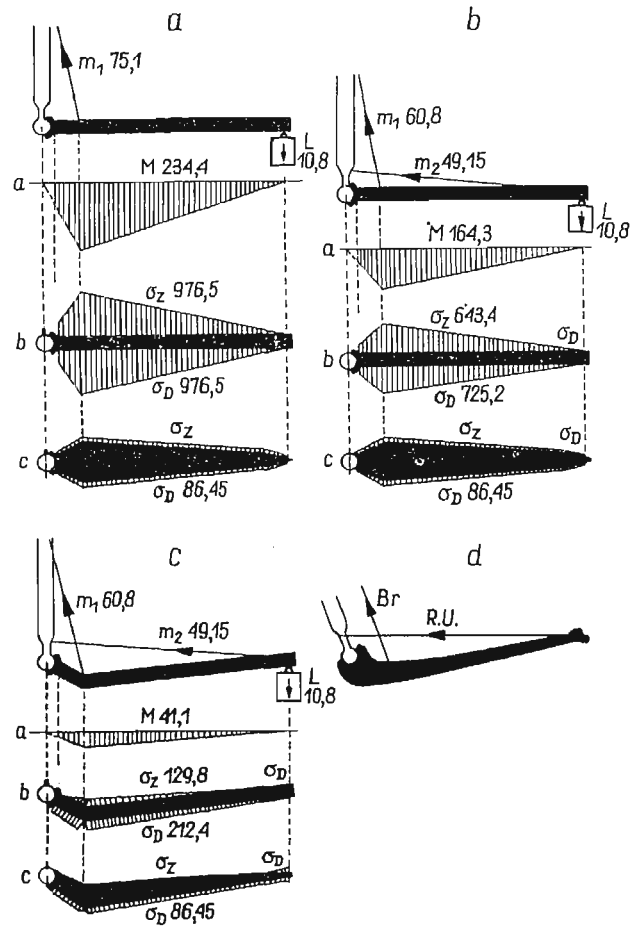 a
m₁ 75,1
L
10,8
a
M 234,4
σZ 976,5
b
σD 976,5
σZ
c
σD 86,45
b
m₁ 60,8
m₂ 49,15
L
10,8
a
M 164,3
σZ 643,4
σD
b
σD 725,2
σZ
σD
c
σD 86,45
c
m₁ 60,8
m₂ 49,15
L
10,8
a
M 41,1
σZ 129,8
σD
b
σD 212,4
σZ
σD
c
σD 86,45
d
Br
R.U.